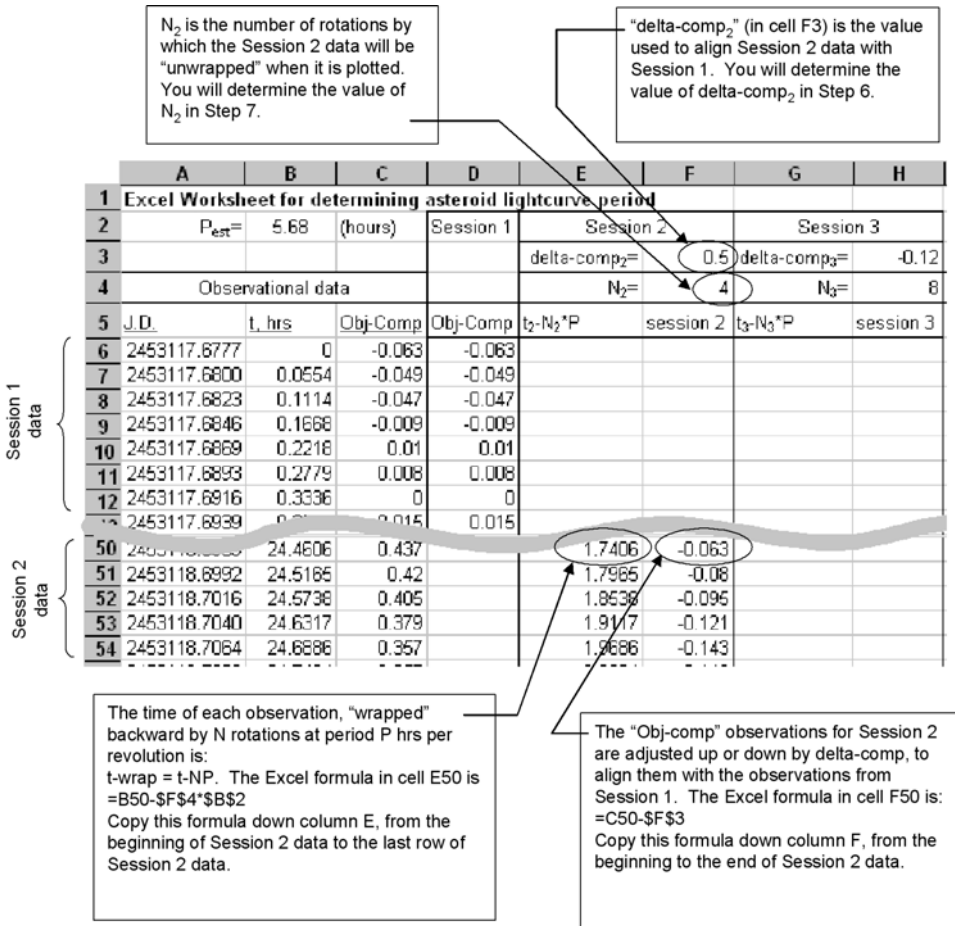 N₂ is the number of rotations by
which the Session 2 data will be
“unwrapped” when it is plotted.
You will determine the value of
N₂ in Step 7.
“delta-comp₂” (in cell F3) is the value
used to align Session 2 data with
Session 1. You will determine the
value of delta-comp₂ in Step 6.
A B C D E F G H
1 Excel Worksheet for determining asteroid lightcurve period
2 Pest= 5.68 (hours) Session 1 Session 2 Session 3
3 delta-comp₂= 0.5 delta-comp₃= -0.12
4 Observational data N₂= 4 N₃= 8
5 J.D. t, hrs Obj-Comp Obj-Comp t₂-N₂*P session 2 t₃-N₃*P session 3
Session 1
data
6 2453117.6777 0 -0.063 -0.063
7 2453117.6800 0.0554 -0.049 -0.049
8 2453117.6823 0.1114 -0.047 -0.047
9 2453117.6846 0.1668 -0.009 -0.009
10 2453117.6869 0.2218 0.01 0.01
11 2453117.6893 0.2779 0.008 0.008
12 2453117.6916 0.3336 0 0
2453117.6939 0.015 0.015
Session 2
data
50 24.4606 0.437 1.7406 -0.063
51 2453118.6992 24.5165 0.42 1.7965 -0.08
52 2453118.7016 24.5738 0.405 1.8538 -0.095
53 2453118.7040 24.6317 0.379 1.9117 -0.121
54 2453118.7064 24.6886 0.357 1.9686 -0.143
The time of each observation, “wrapped”
backward by N rotations at period P hrs per
revolution is:
t-wrap = t-NP. The Excel formula in cell E50 is
=B50-$F$4*$B$2
Copy this formula down column E, from the
beginning of Session 2 data to the last row of
Session 2 data.
The “Obj-comp” observations for Session 2
are adjusted up or down by delta-comp, to
align them with the observations from
Session 1. The Excel formula in cell F50 is:
=C50-$F$3
Copy this formula down column F, from the
beginning to the end of Session 2 data.